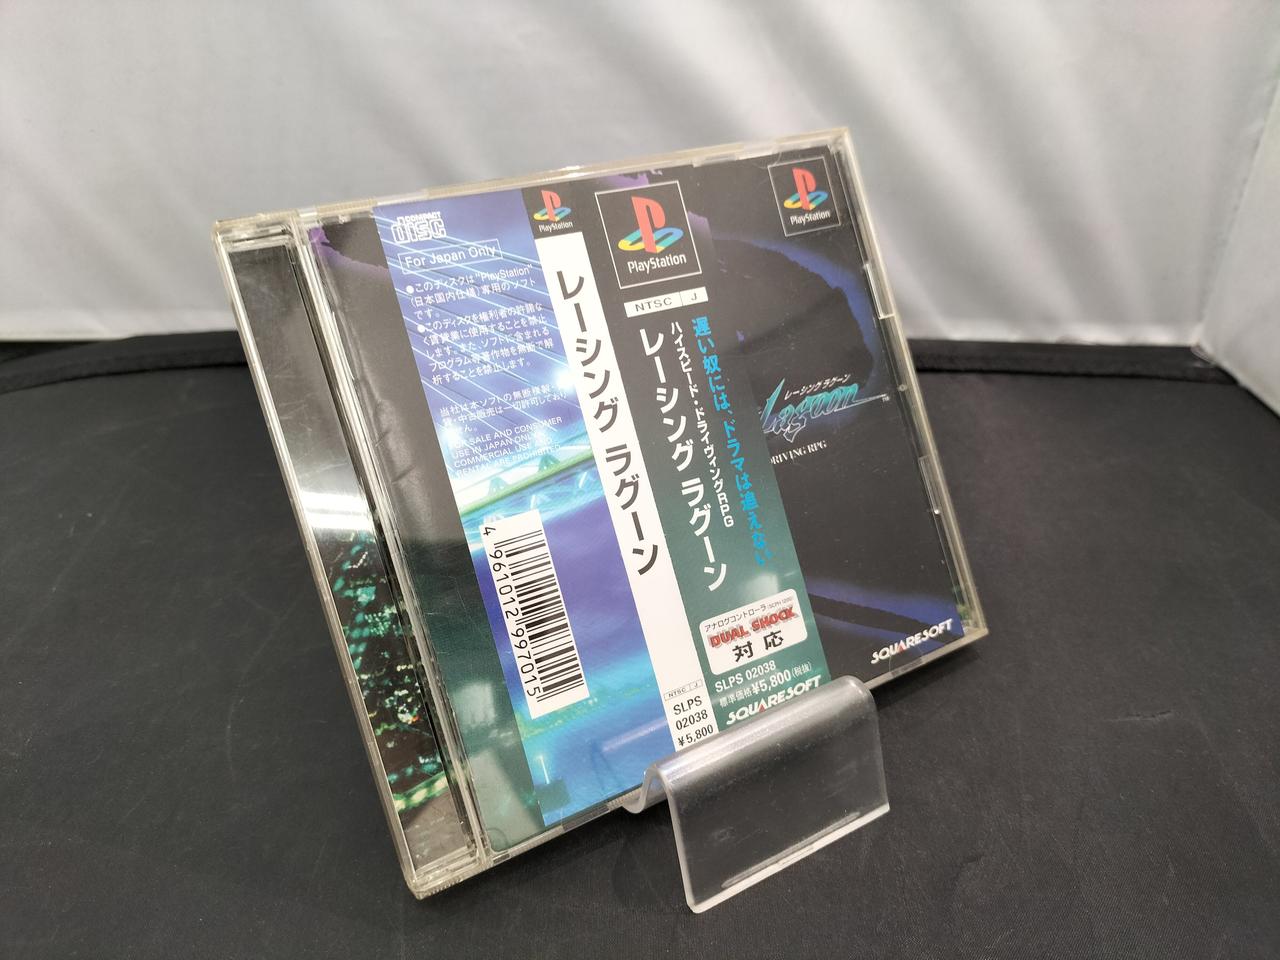 COMPACT
disc
For Japan Only
●このディスクは"PlayStation"
(日本国内仕様)専用のソフト
です。
●このディスクを権利者の許諾な
く賃貸業に使用することを禁止
します。また、ソフトに含まれる
プログラム等著作物を無断で解
析することを禁止します。
当社は本ソフトの無断複製・
・中古販売は一切許可しており
ません。
FOR SALE AND CONSUMER
USE IN JAPAN ONLY
COMMERCIAL USE AND
RENTAL ARE PROHIBITED
4 961012 997015
PlayStation
レーシング ラグーン
NTSC J
SLPS
02038
¥5,800
PlayStation
NTSC J
遅い奴には、ドラマは追えない
ハイスピード・ドライヴィングRPG
レーシング ラグーン
アナログコントローラ(SCPH-1200)
DUAL SHOCK
対応
SLPS 02038
標準価格¥5,800(税抜)
SQUARESOFT
PlayStation
レーシング ラグーン
Lagoon
DRIVING RPG
SQUARESOFT